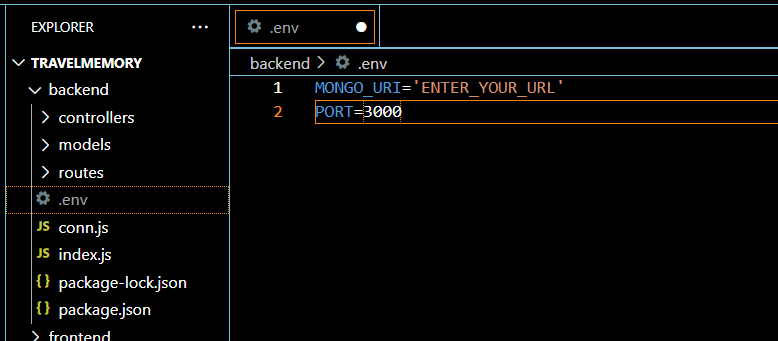 EXPLORER ...
TRAVELMEMORY
backend
controllers
models
routes
.env
JS conn.js
JS index.js
{} package-lock.json
{} package.json
frontend
.env
backend > .env
1 MONGO_URI='ENTER_YOUR_URL'
2 PORT=3000